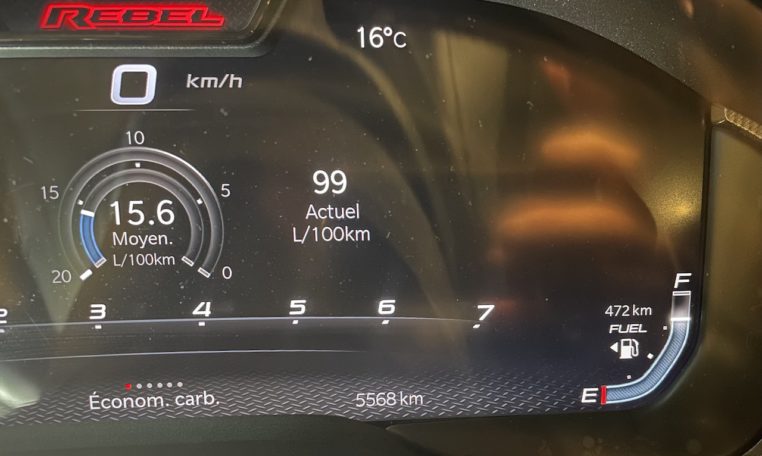 REBEL
16°C
0 km/h
10
15
5
15.6
Moyen.
L/100km
20
0
99
Actuel
L/100km
3 4 5 6 7
F
472 km
FUEL
E
Économ. carb.
5568 km